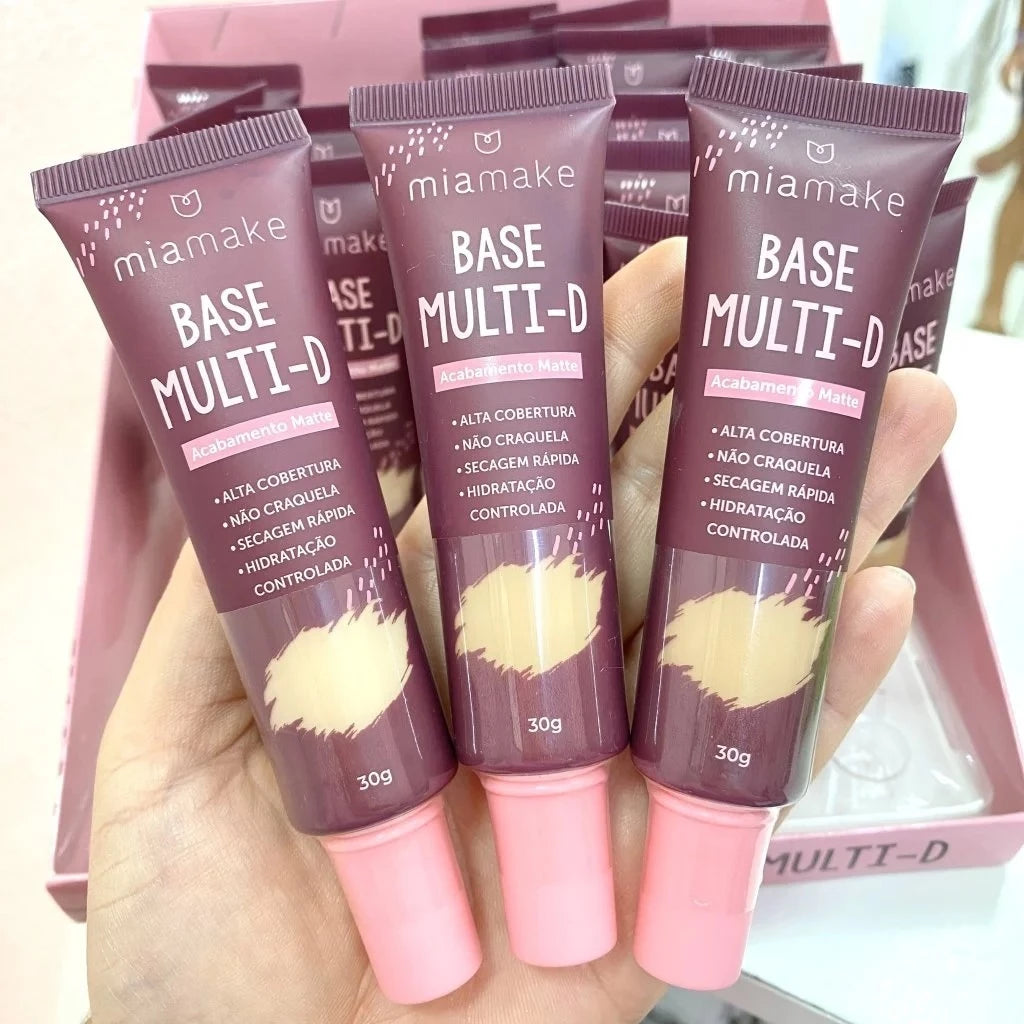 miamake
BASE
MULTI-D
Acabamento Matte
• ALTA COBERTURA
• NÃO CRAQUELA
• SECAGEM RÁPIDA
• HIDRATAÇÃO
CONTROLADA
30g
miamake
BASE
MULTI-D
Acabamento Matte
• ALTA COBERTURA
• NÃO CRAQUELA
• SECAGEM RÁPIDA
• HIDRATAÇÃO
CONTROLADA
30g
miamake
BASE
MULTI-D
Acabamento Matte
• ALTA COBERTURA
• NÃO CRAQUELA
• SECAGEM RÁPIDA
• HIDRATAÇÃO
CONTROLADA
30g
MULTI-D